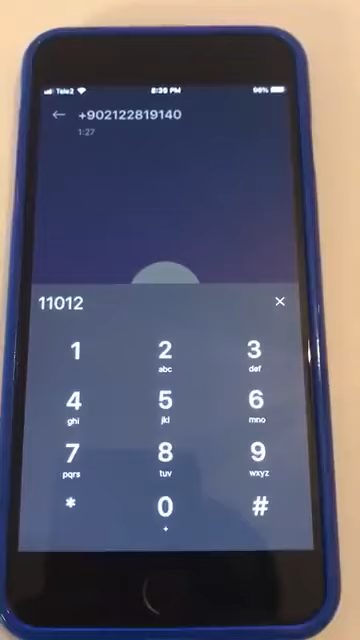 Tele2 8:36 PM 96%
← +902122819140
1:27
11012 ×
1 2 3
abc def
4 5 6
ghi jkl mno
7 8 9
pqrs tuv wxyz
* 0 #
+